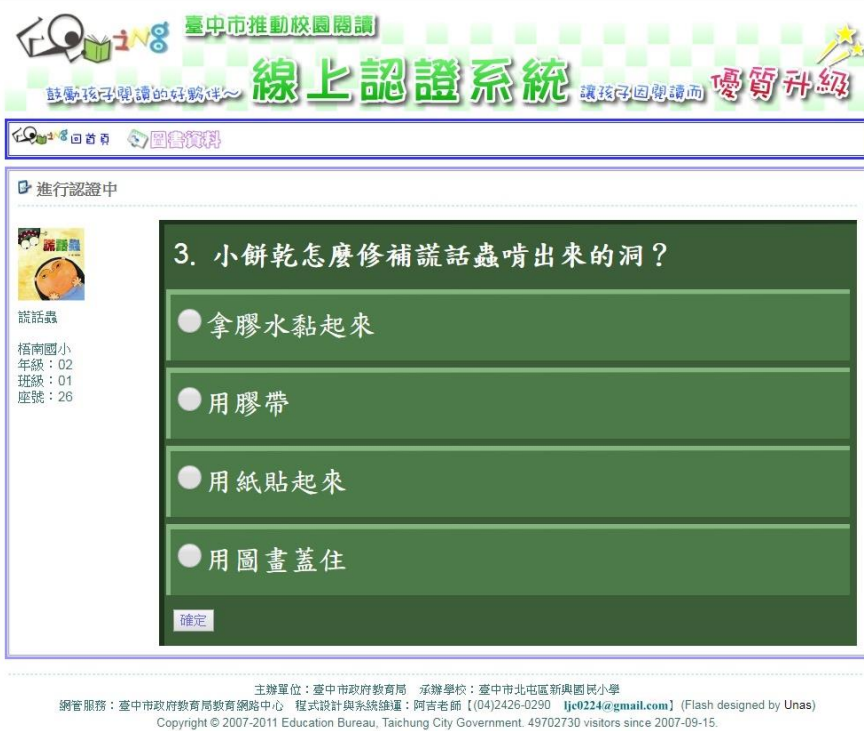 臺中市推動校園閱讀
鼓勵孩子閱讀的好夥伴～ 線上認證系統 讓孩子因閱讀而 優質升級
回首頁 圖書資料
進行認證中
謊話蟲
3. 小餅乾怎麼修補謊話蟲啃出來的洞？
謊話蟲
梧南國小
年級：02
班級：01
座號：26
拿膠水黏起來
用膠帶
用紙貼起來
用圖畫蓋住
確定
主辦單位：臺中市政府教育局 承辦學校：臺中市北屯區新興國民小學
網管服務：臺中市政府教育局教育網路中心 程式設計與系統維運：阿吉老師【(04)2426-0290 ljc0224@gmail.com】(Flash designed by Unas)
Copyright © 2007-2011 Education Bureau, Taichung City Government. 49702730 visitors since 2007-09-15.